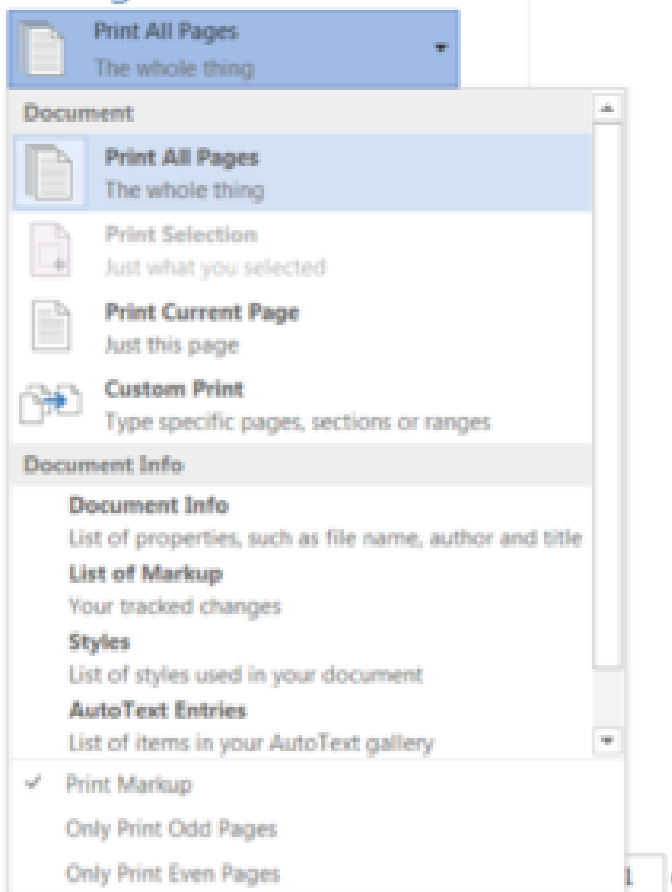 Print All Pages
The whole thing
Document
Print All Pages
The whole thing
Print Selection
Just what you selected
Print Current Page
Just this page
Custom Print
Type specific pages, sections or ranges
Document Info
Document Info
List of properties, such as file name, author and title
List of Markup
Your tracked changes
Styles
List of styles used in your document
AutoText Entries
List of items in your AutoText gallery
Print Markup
Only Print Odd Pages
Only Print Even Pages
1